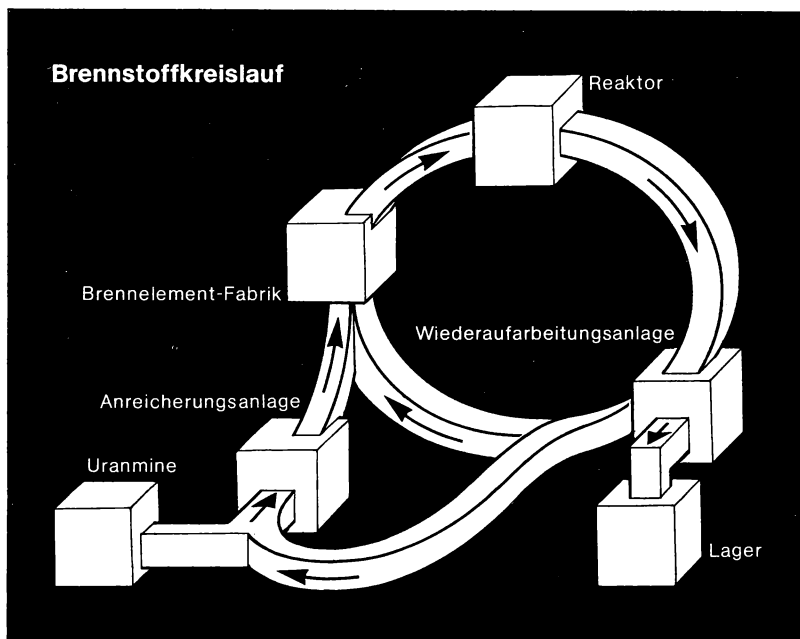 Brennstoffkreislauf
Reaktor
Brennelement-Fabrik
Wiederaufarbeitungsanlage
Anreicherungsanlage
Uranmine
Lager